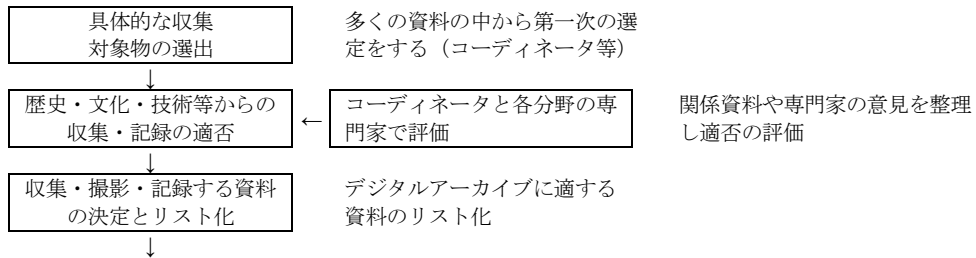 具体的な収集
対象物の選出
多くの資料の中から第一次の選
定をする（コーディネータ等）
↓
歴史・文化・技術等からの
収集・記録の適否
←
コーディネータと各分野の専
門家で評価
関係資料や専門家の意見を整理
し適否の評価
↓
収集・撮影・記録する資料
の決定とリスト化
デジタルアーカイブに適する
資料のリスト化
↓